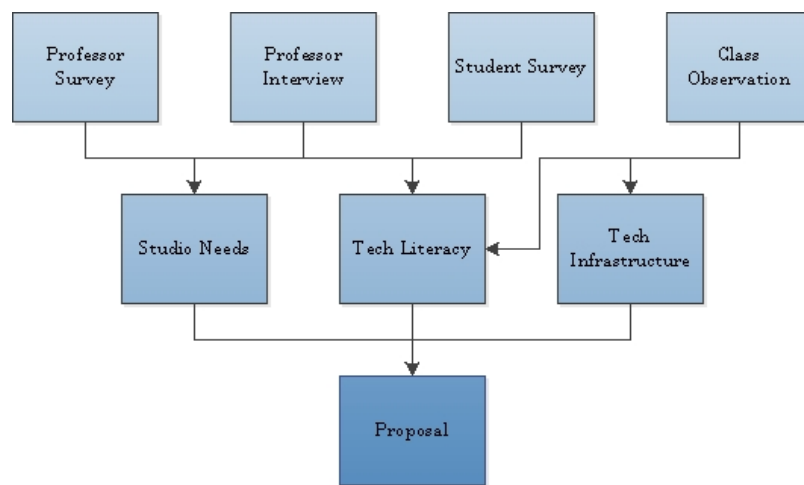 Professor
Survey
Professor
Interview
Student Survey
Class
Observation
Studio Needs
Tech Literacy
Tech
Infrastructure
Proposal